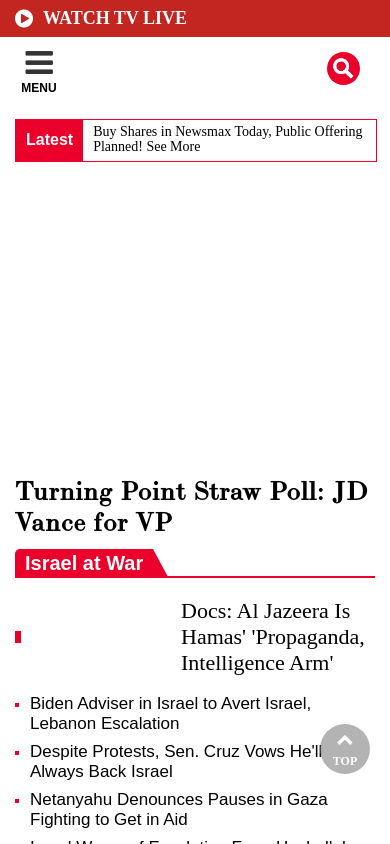 WATCH TV LIVE
MENU
Latest
Buy Shares in Newsmax Today, Public Offering
Planned! See More
Turning Point Straw Poll: JD
Vance for VP
Israel at War
Docs: Al Jazeera Is
Hamas' 'Propaganda,
Intelligence Arm'
Biden Adviser in Israel to Avert Israel,
Lebanon Escalation
Despite Protests, Sen. Cruz Vows He'll
Always Back Israel
TOP
Netanyahu Denounces Pauses in Gaza
Fighting to Get in Aid